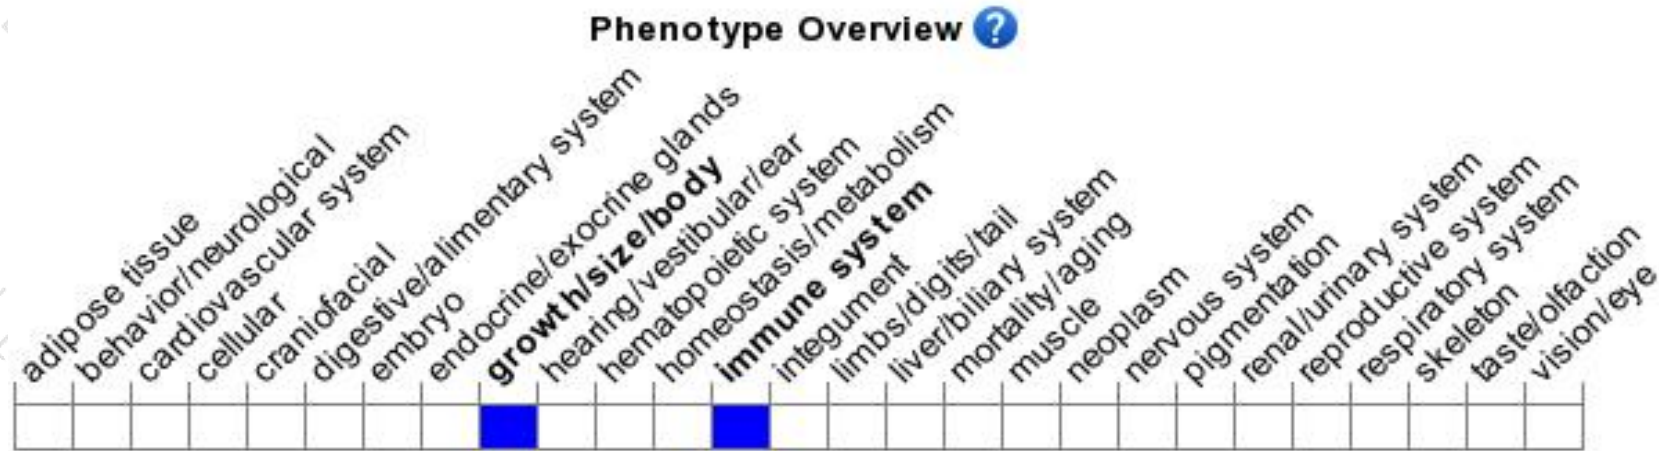 Phenotype Overview ?
adipose tissue
behavior/neurological
cardiovascular system
cellular
craniofacial
digestive/alimentary system
embryo
endocrine/exocrine glands
growth/size/body
hearing/vestibular/ear
hematopoietic system
homeostasis/metabolism
immune system
integument
limbs/digits/tail
liver/biliary system
mortality/aging
muscle
neoplasm
nervous system
pigmentation
renal/urinary system
reproductive system
respiratory system
skeleton
taste/olfaction
vision/eye